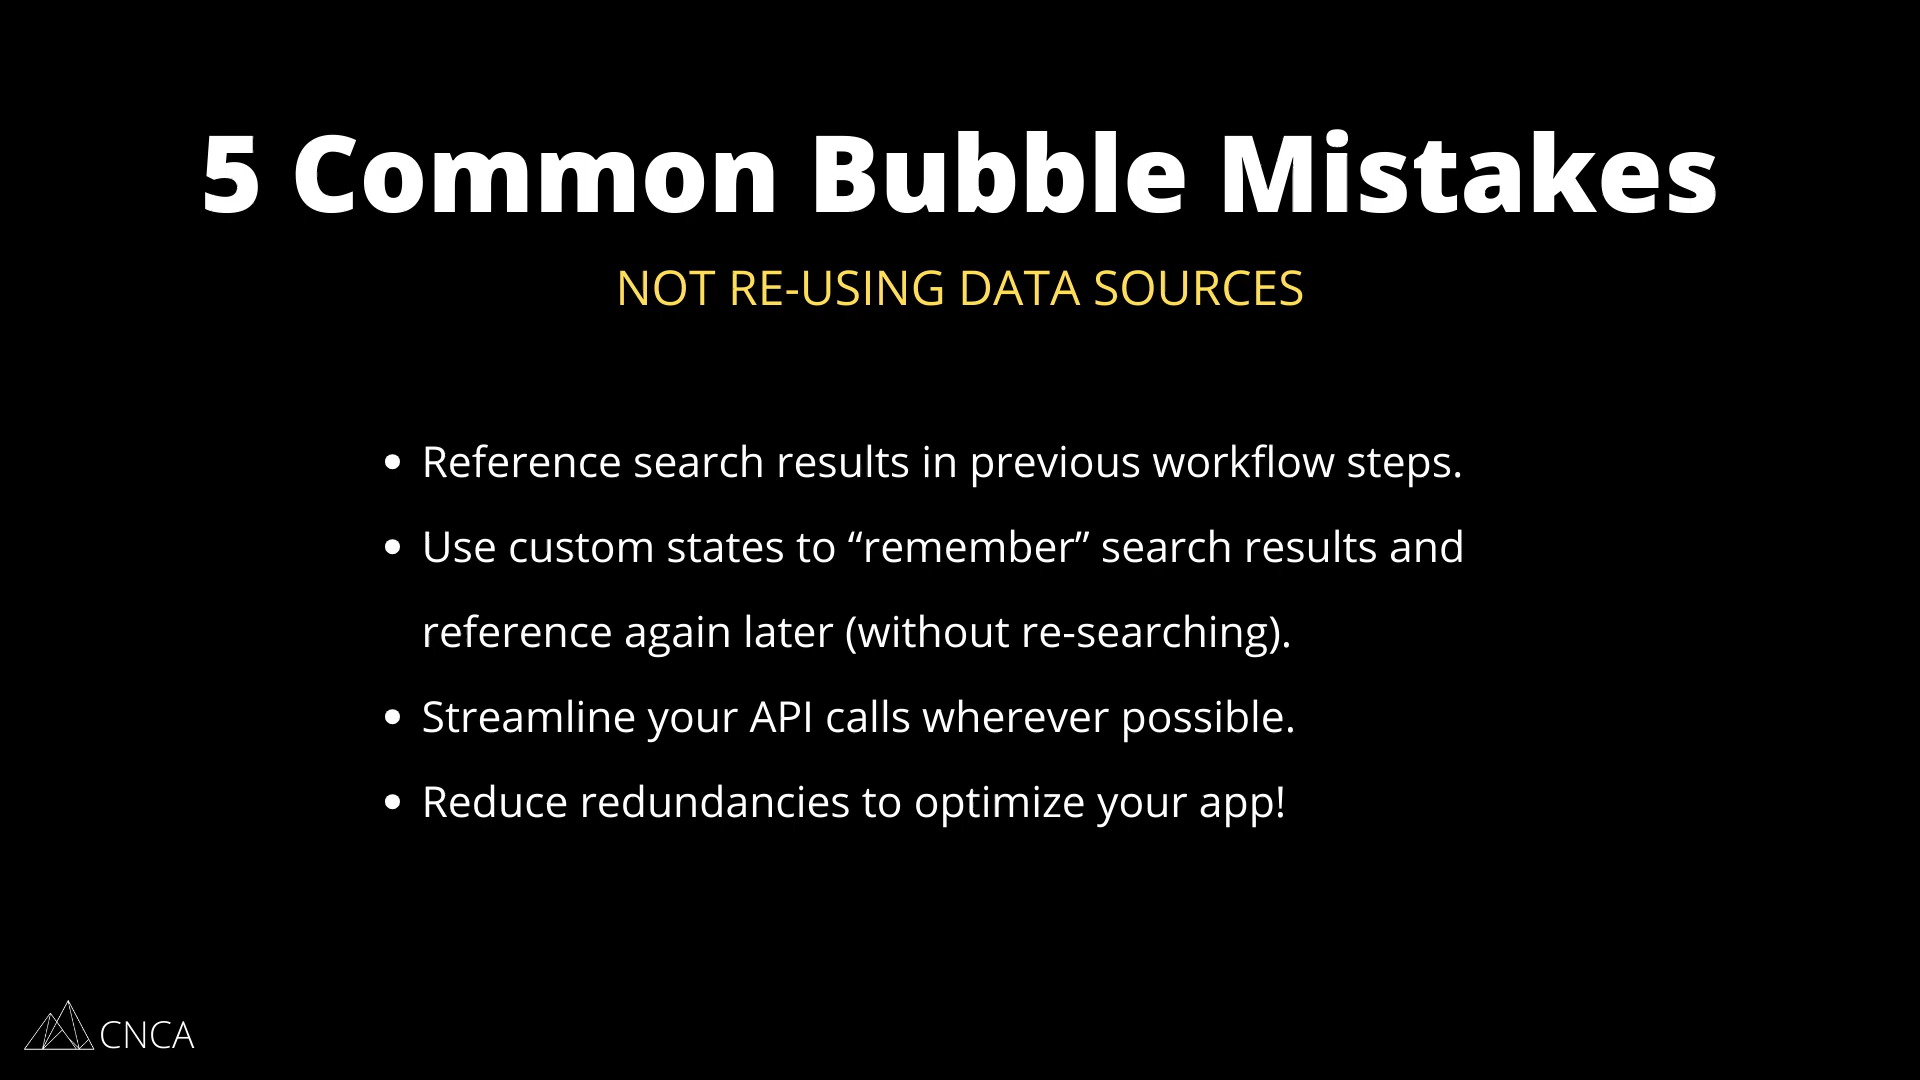 5 Common Bubble Mistakes
NOT RE-USING DATA SOURCES
• Reference search results in previous workflow steps.
• Use custom states to “remember” search results and
reference again later (without re-searching).
• Streamline your API calls wherever possible.
• Reduce redundancies to optimize your app!
CNCA